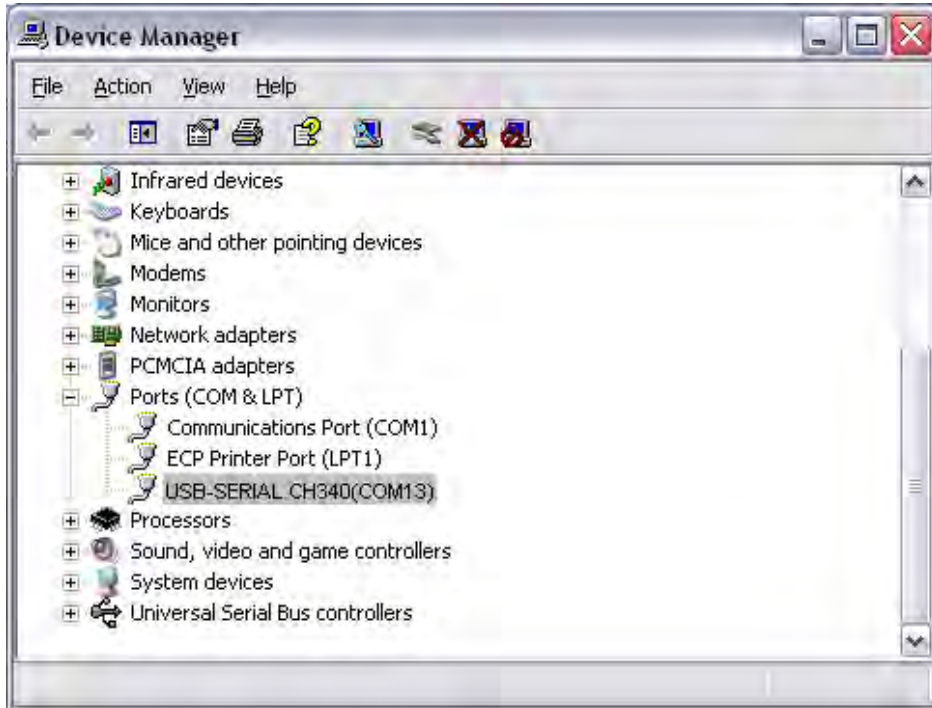 Device Manager
File Action View Help
Infrared devices
Keyboards
Mice and other pointing devices
Modems
Monitors
Network adapters
PCMCIA adapters
Ports (COM & LPT)
Communications Port (COM1)
ECP Printer Port (LPT1)
USB-SERIAL CH340(COM13)
Processors
Sound, video and game controllers
System devices
Universal Serial Bus controllers